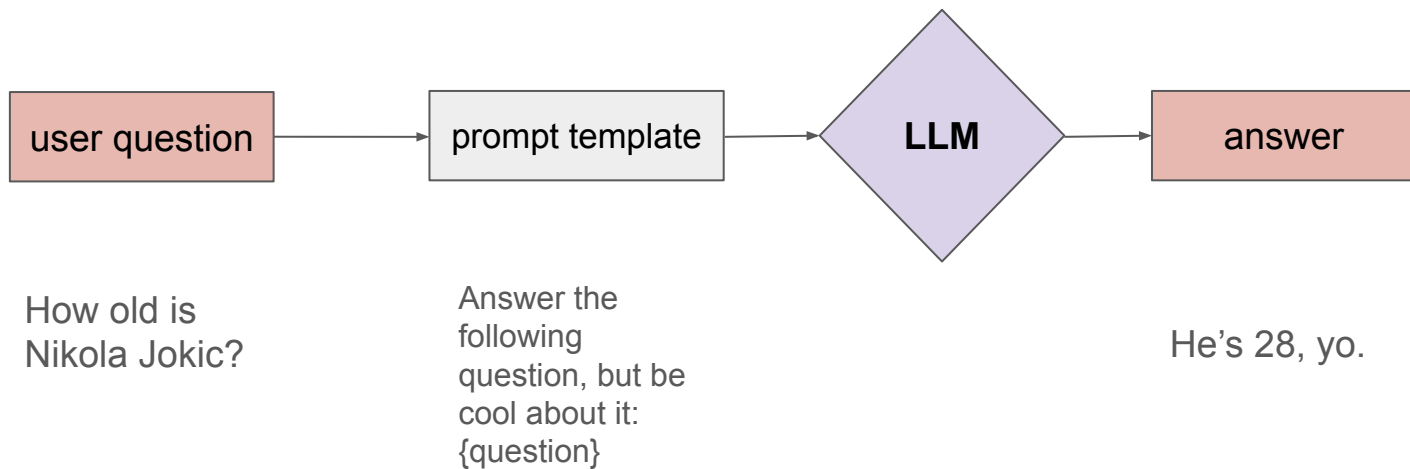 user question
prompt template
LLM
answer
How old is
Nikola Jokic?
Answer the
following
question, but be
cool about it:
{question}
He’s 28, yo.